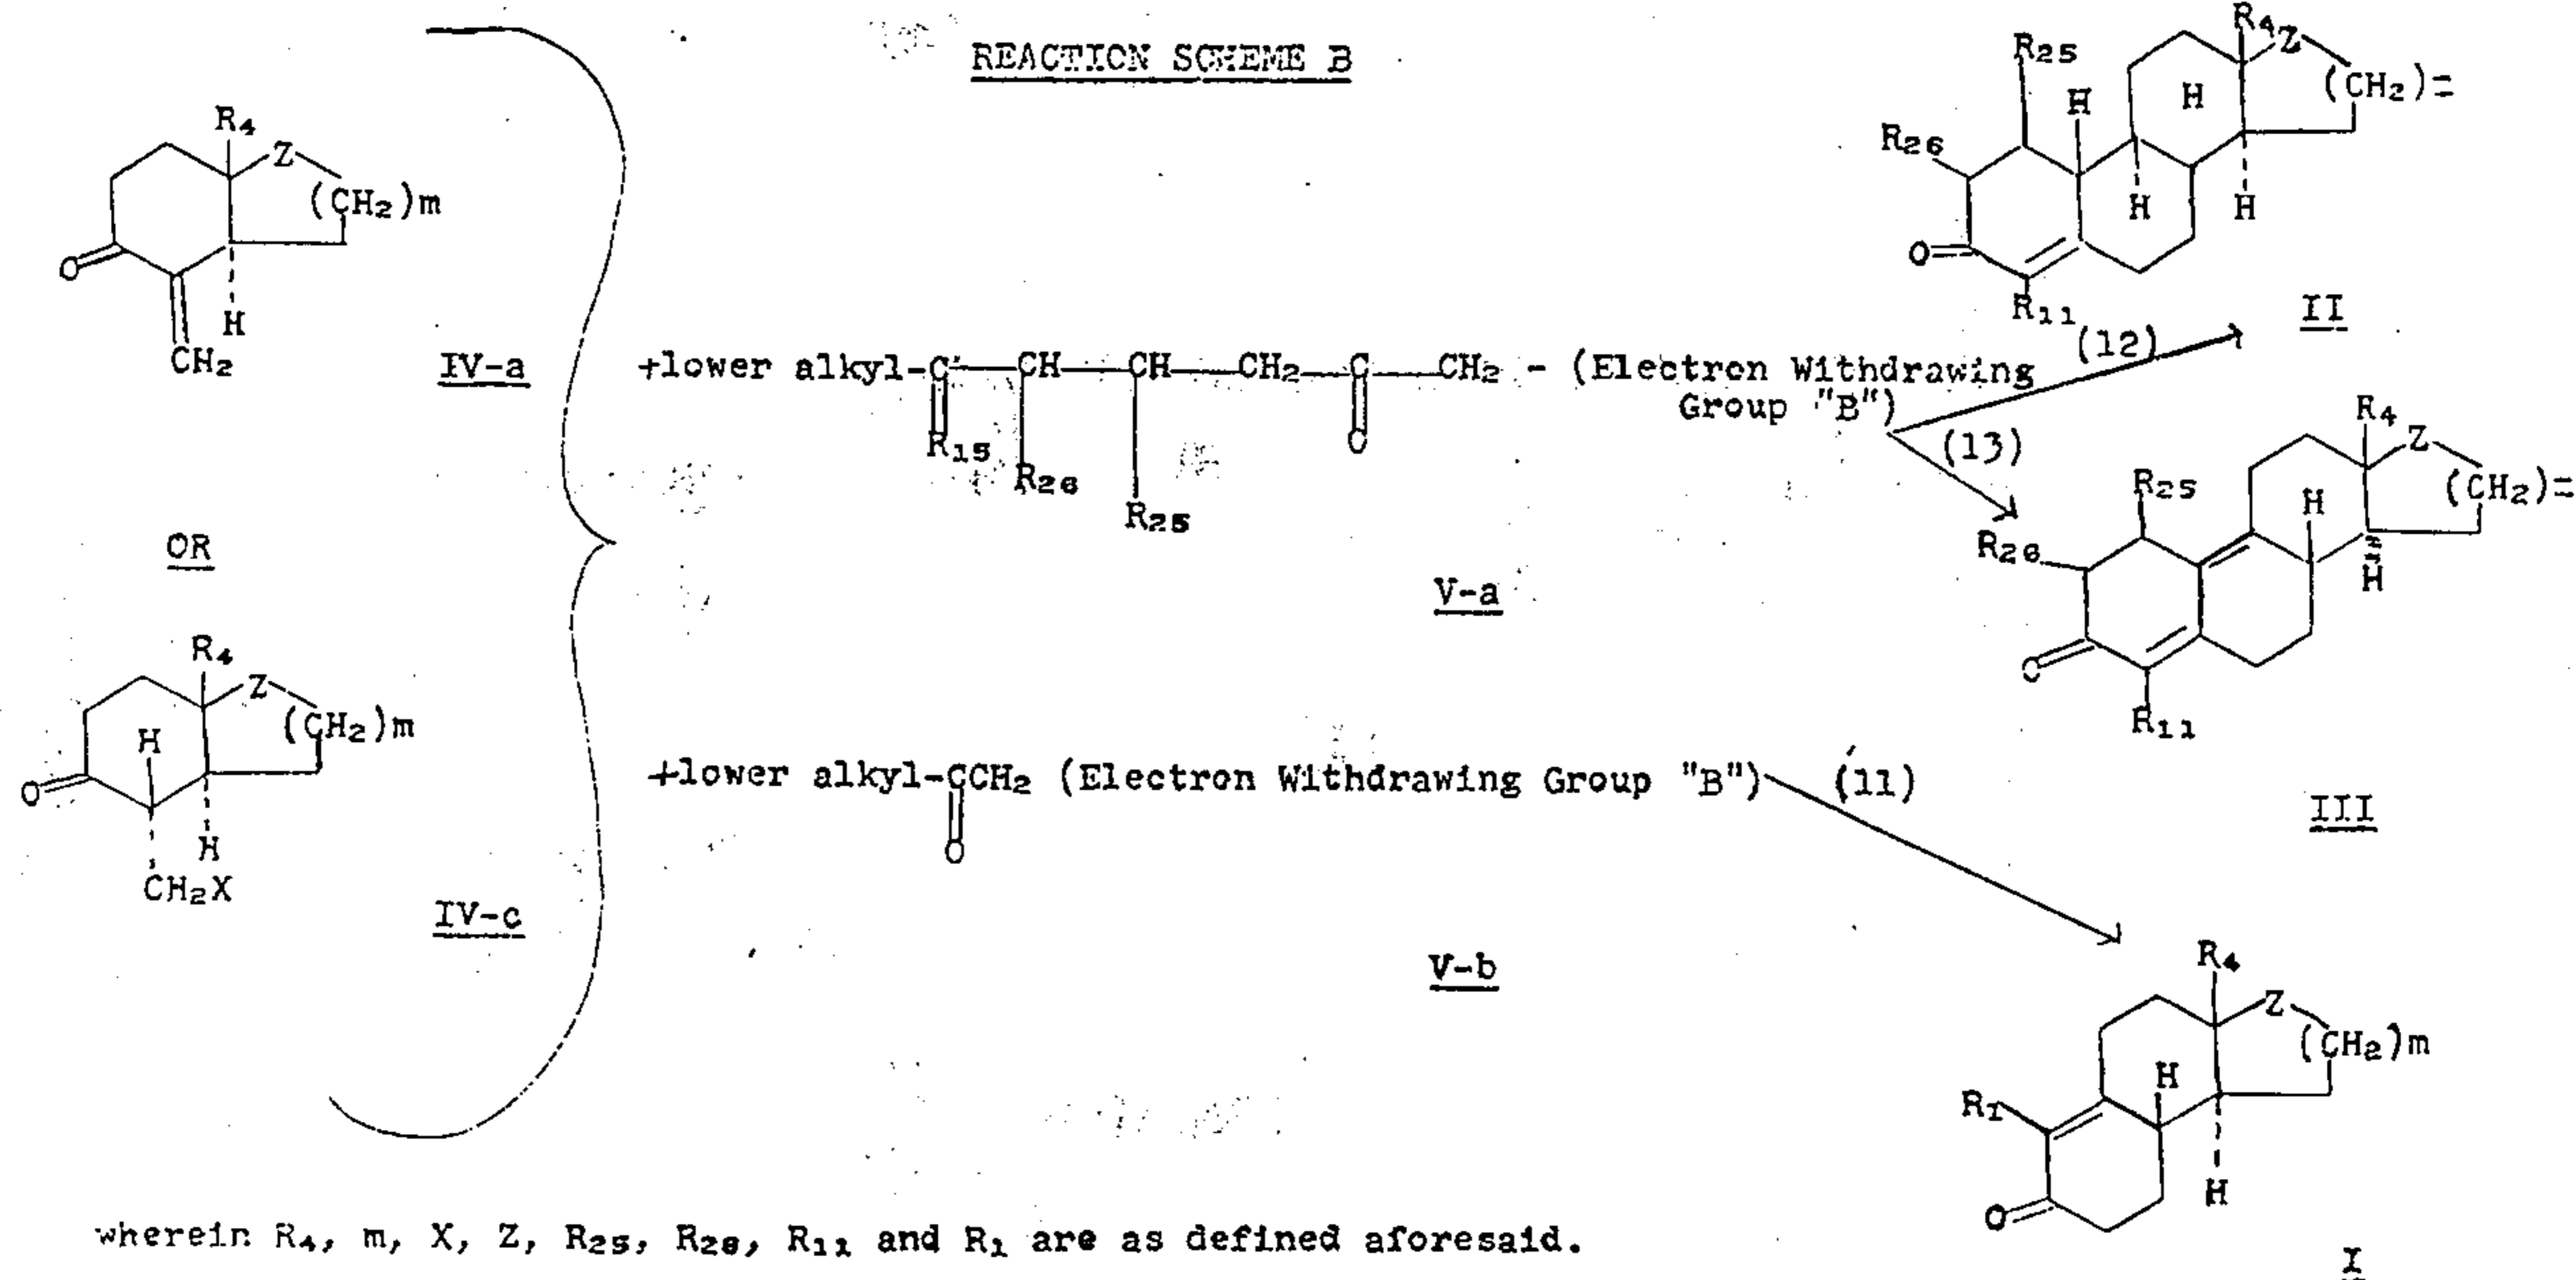 REACTION SCHEME B
R4
Z
(CH2)m
O
H
CH2
IV-a
OR
R4
Z
(CH2)m
H
O
H
CH2X
IV-c
+lower alkyl-C-CH-CH-CH2-C-CH2 - (Electron Withdrawing
Group "B")
R15
R26
R25
O
V-a
+lower alkyl-CCH2 (Electron Withdrawing Group "B")
O
V-b
(12)
(13)
(11)
R4
Z
(CH2)=
R25
H
H
R26
H
H
O
R11
II
R4
Z
(CH2)=
R25
H
R26
H
O
R11
III
R4
Z
(CH2)m
H
R1
H
O
I
wherein R4, m, X, Z, R25, R26, R11 and R1 are as defined aforesaid.